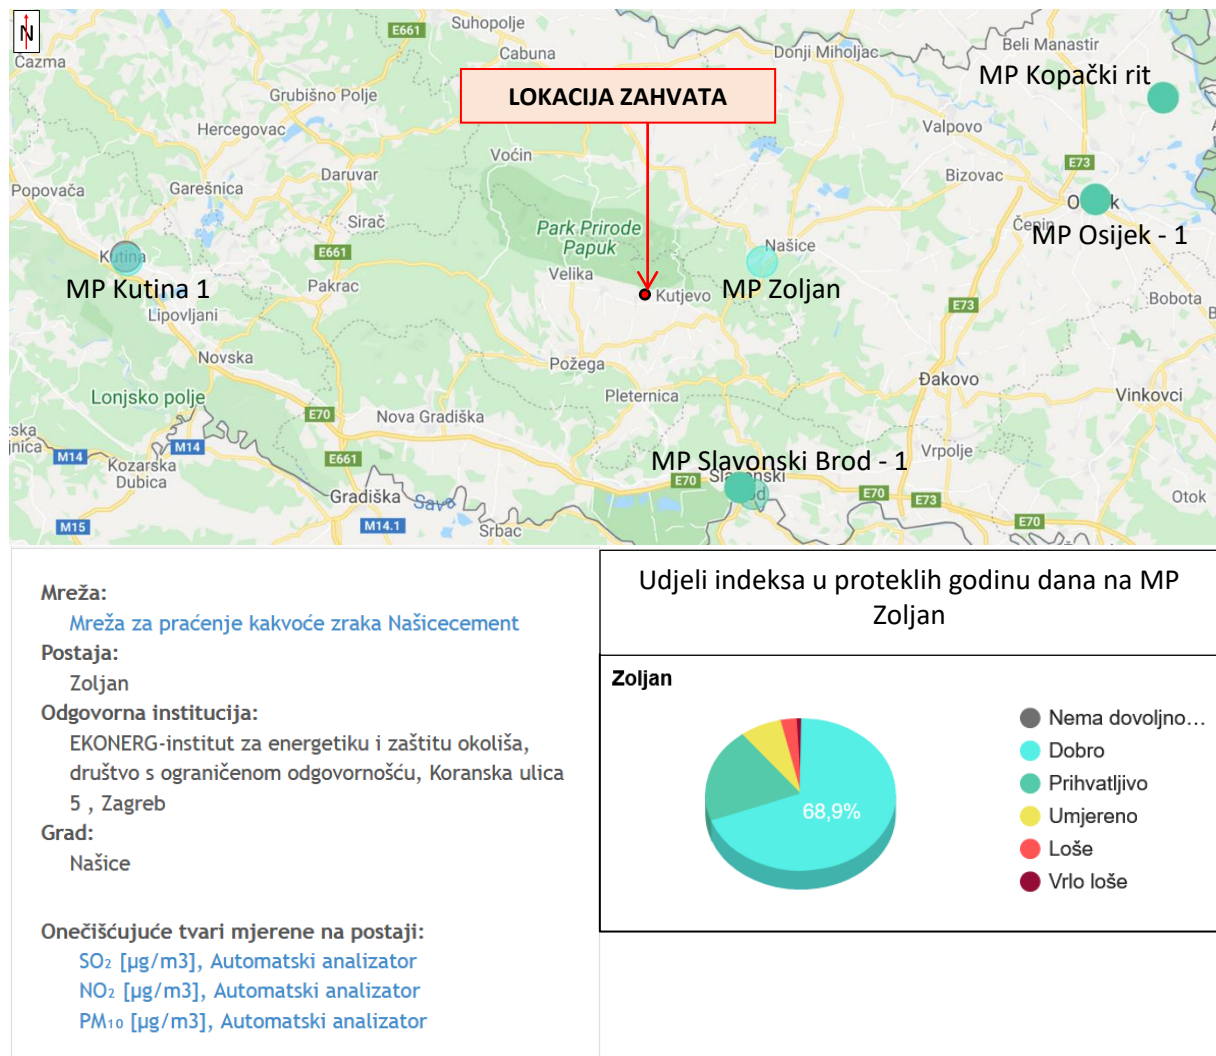 N
Suhopolje
E661
Čazma
Cabuna
Donji Miholjac
Beli Manastir
MP Kopački rit
LOKACIJA ZAHVATA
Grubišno Polje
Hercegovac
Valpovo
Voćin
E73
Daruvar
Bizovac
Popovača
Garešnica
Sirač
Park Prirode
Papuk
Našice
Čepin
MP Osijek - 1
Kutina
E661
Velika
MP Kutina 1
Pakrac
Kutjevo
MP Zoljan
E73
Bobota
Lipovljani
Novska
Požega
Đakovo
Lonjsko polje
Pleternica
Vinkovci
E70
Nova Gradiška
M14
M14
E661
MP Slavonski Brod - 1
Vrpolje
Kozarska
Dubica
E70
Gradiška
Sava
E70
E73
Otok
M15
M14.1
Srbac
E70
Mreža:
Mreža za praćenje kakvoće zraka Našicecement
Postaja:
Zoljan
Odgovorna institucija:
EKONERG-institut za energetiku i zaštitu okoliša,
društvo s ograničenom odgovornošću, Koranska ulica
5 , Zagreb
Grad:
Našice
Onečišćujuće tvari mjerene na postaji:
SO₂ [µg/m3], Automatski analizator
NO₂ [µg/m3], Automatski analizator
PM₁₀ [µg/m3], Automatski analizator
Udjeli indeksa u proteklih godinu dana na MP
Zoljan
Zoljan
68,9%
Nema dovoljno…
Dobro
Prihvatljivo
Umjereno
Loše
Vrlo loše